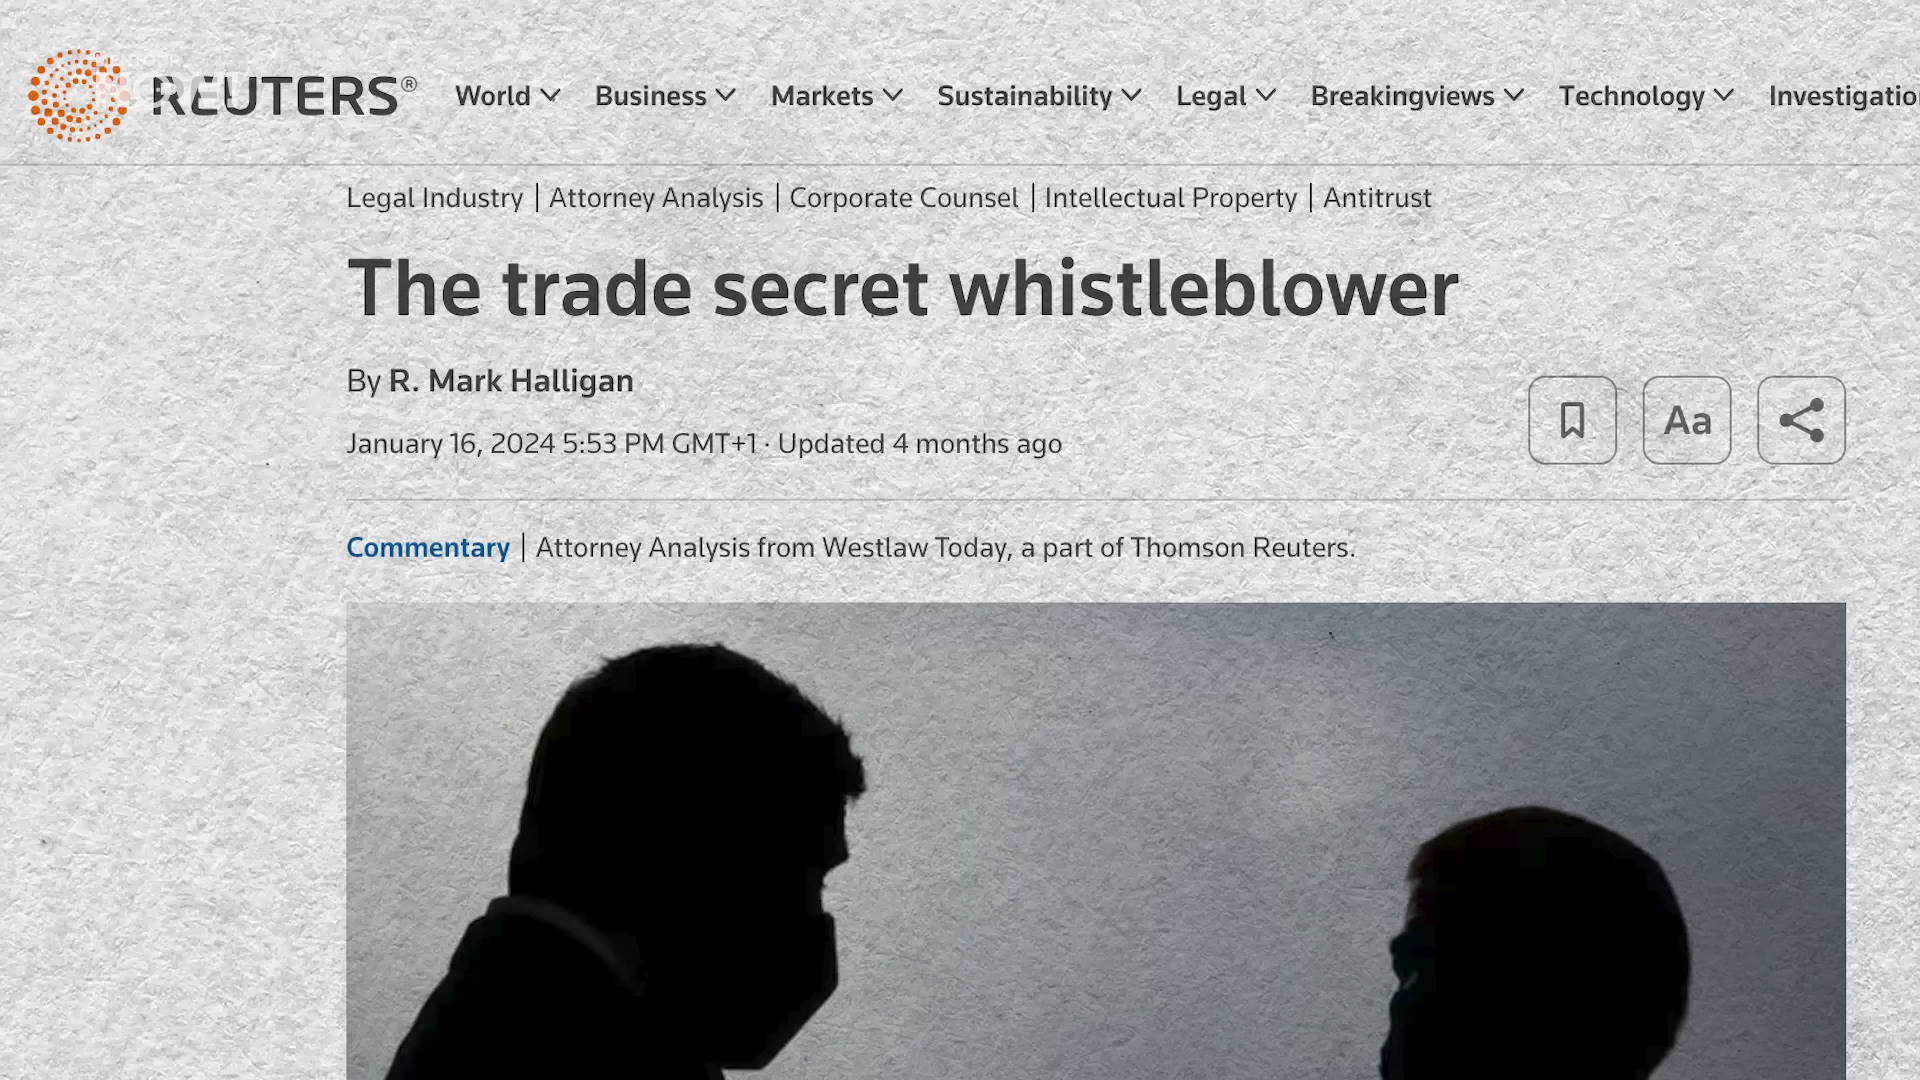 REUTERS®
World Business Markets Sustainability Legal Breakingviews Technology Investigatio
Legal Industry | Attorney Analysis | Corporate Counsel | Intellectual Property | Antitrust
The trade secret whistleblower
By R. Mark Halligan
January 16, 2024 5:53 PM GMT+1 · Updated 4 months ago
Aa
Commentary | Attorney Analysis from Westlaw Today, a part of Thomson Reuters.